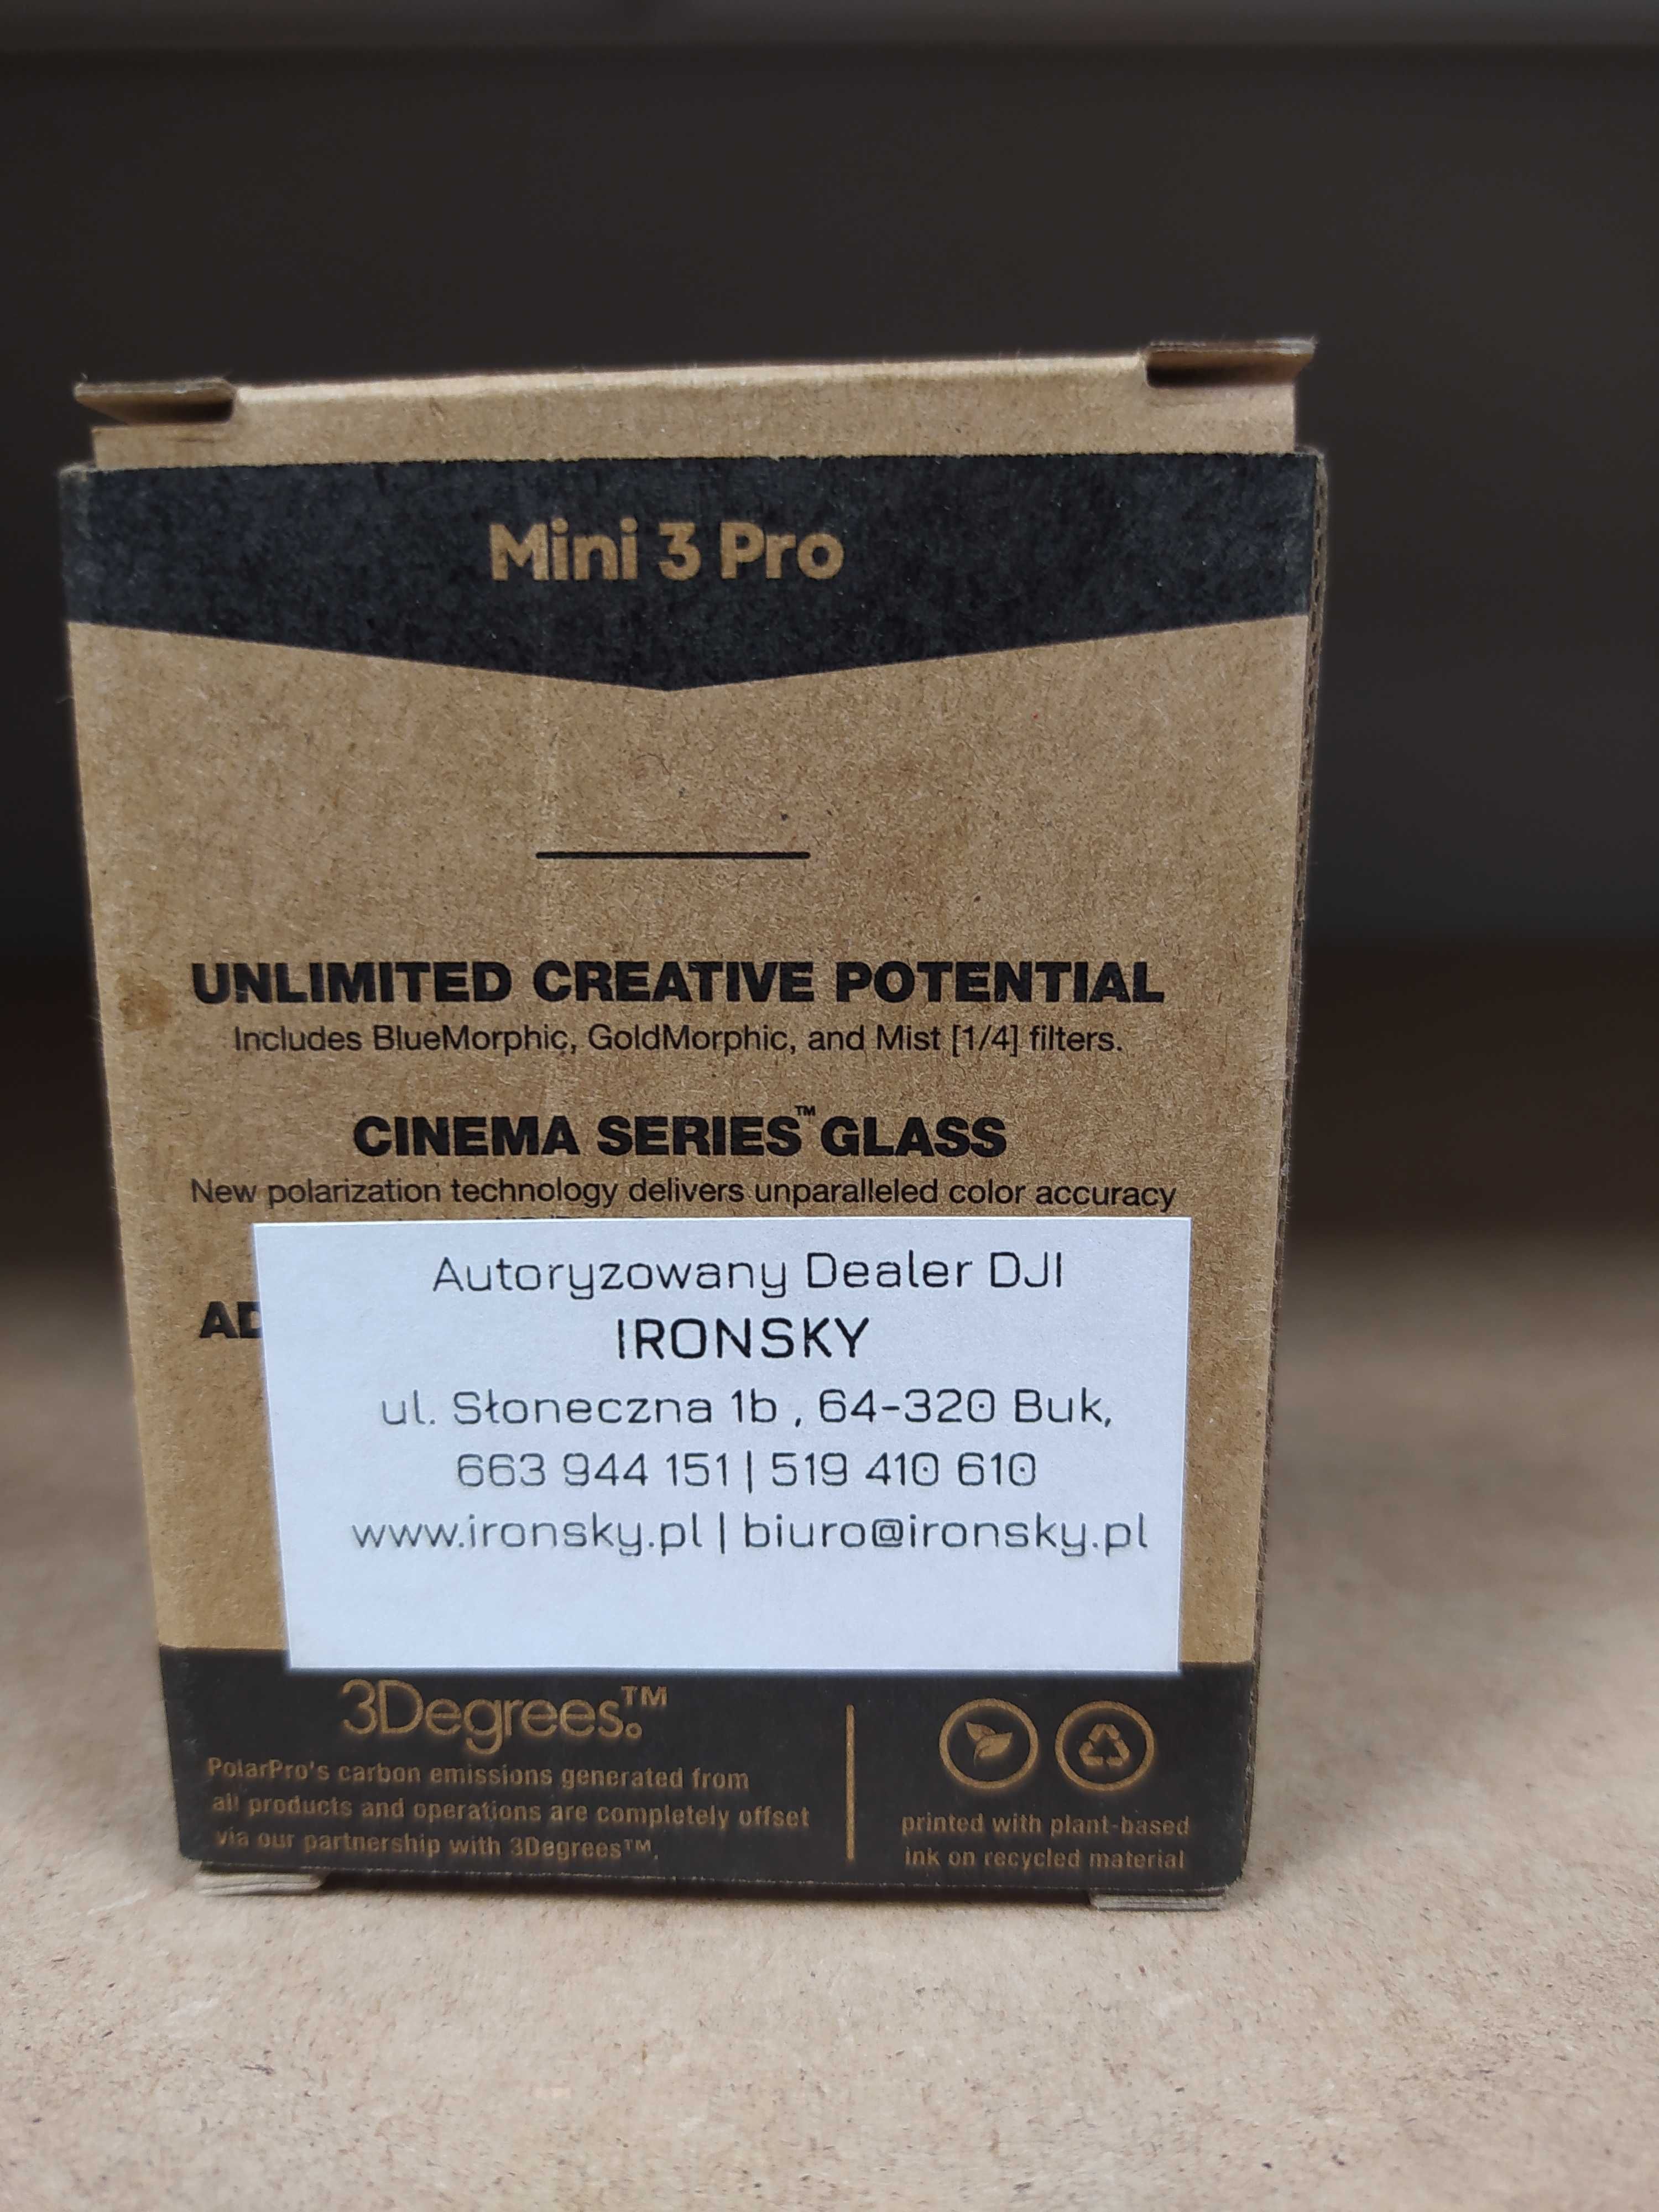 Mini 3 Pro
UNLIMITED CREATIVE POTENTIAL
Includes BlueMorphic, GoldMorphic, and Mist [1/4] filters.
CINEMA SERIES™ GLASS
New polarization technology delivers unparalleled color accuracy
Autoryzowany Dealer DJI
IRONSKY
ul. Słoneczna 1b , 64-320 Buk,
663 944 151 | 519 410 610
www.ironsky.pl | biuro@ironsky.pl
3Degrees™
PolarPro's carbon emissions generated from
all products and operations are completely offset
via our partnership with 3Degrees™.
printed with plant-based
ink on recycled material